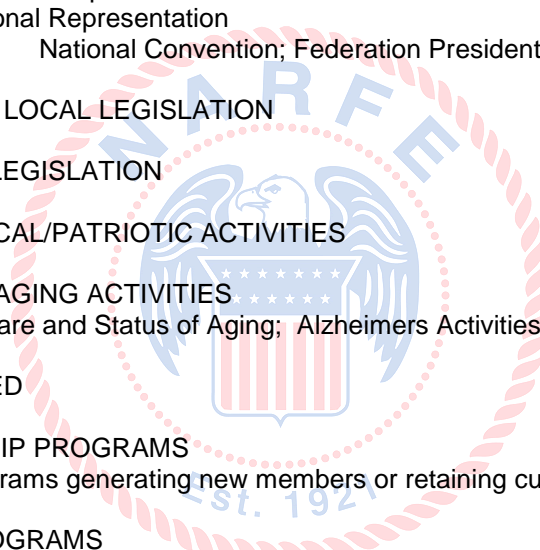 onal Representation
National Convention; Federation President
LOCAL LEGISLATION
LEGISLATION
CAL/PATRIOTIC ACTIVITIES
AGING ACTIVITIES
are and Status of Aging; Alzheimers Activities
ED
IP PROGRAMS
rams generating new members or retaining cu
OGRAMS
NARFE
Est. 1921